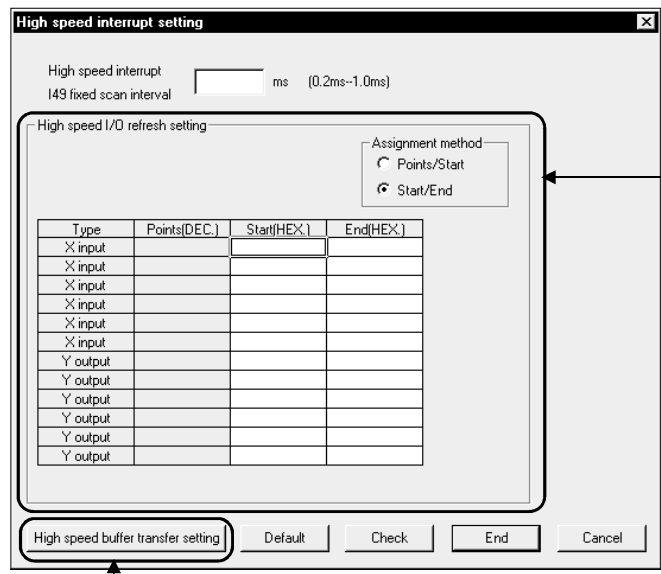 High speed interrupt setting
High speed interrupt
I49 fixed scan interval
ms (0.2ms--1.0ms)
High speed I/O refresh setting
Assignment method
Points/Start
Start/End
Type Points(DEC.) Start(HEX.) End(HEX.)
X input
X input
X input
X input
X input
X input
Y output
Y output
Y output
Y output
Y output
Y output
High speed buffer transfer setting Default Check End Cancel